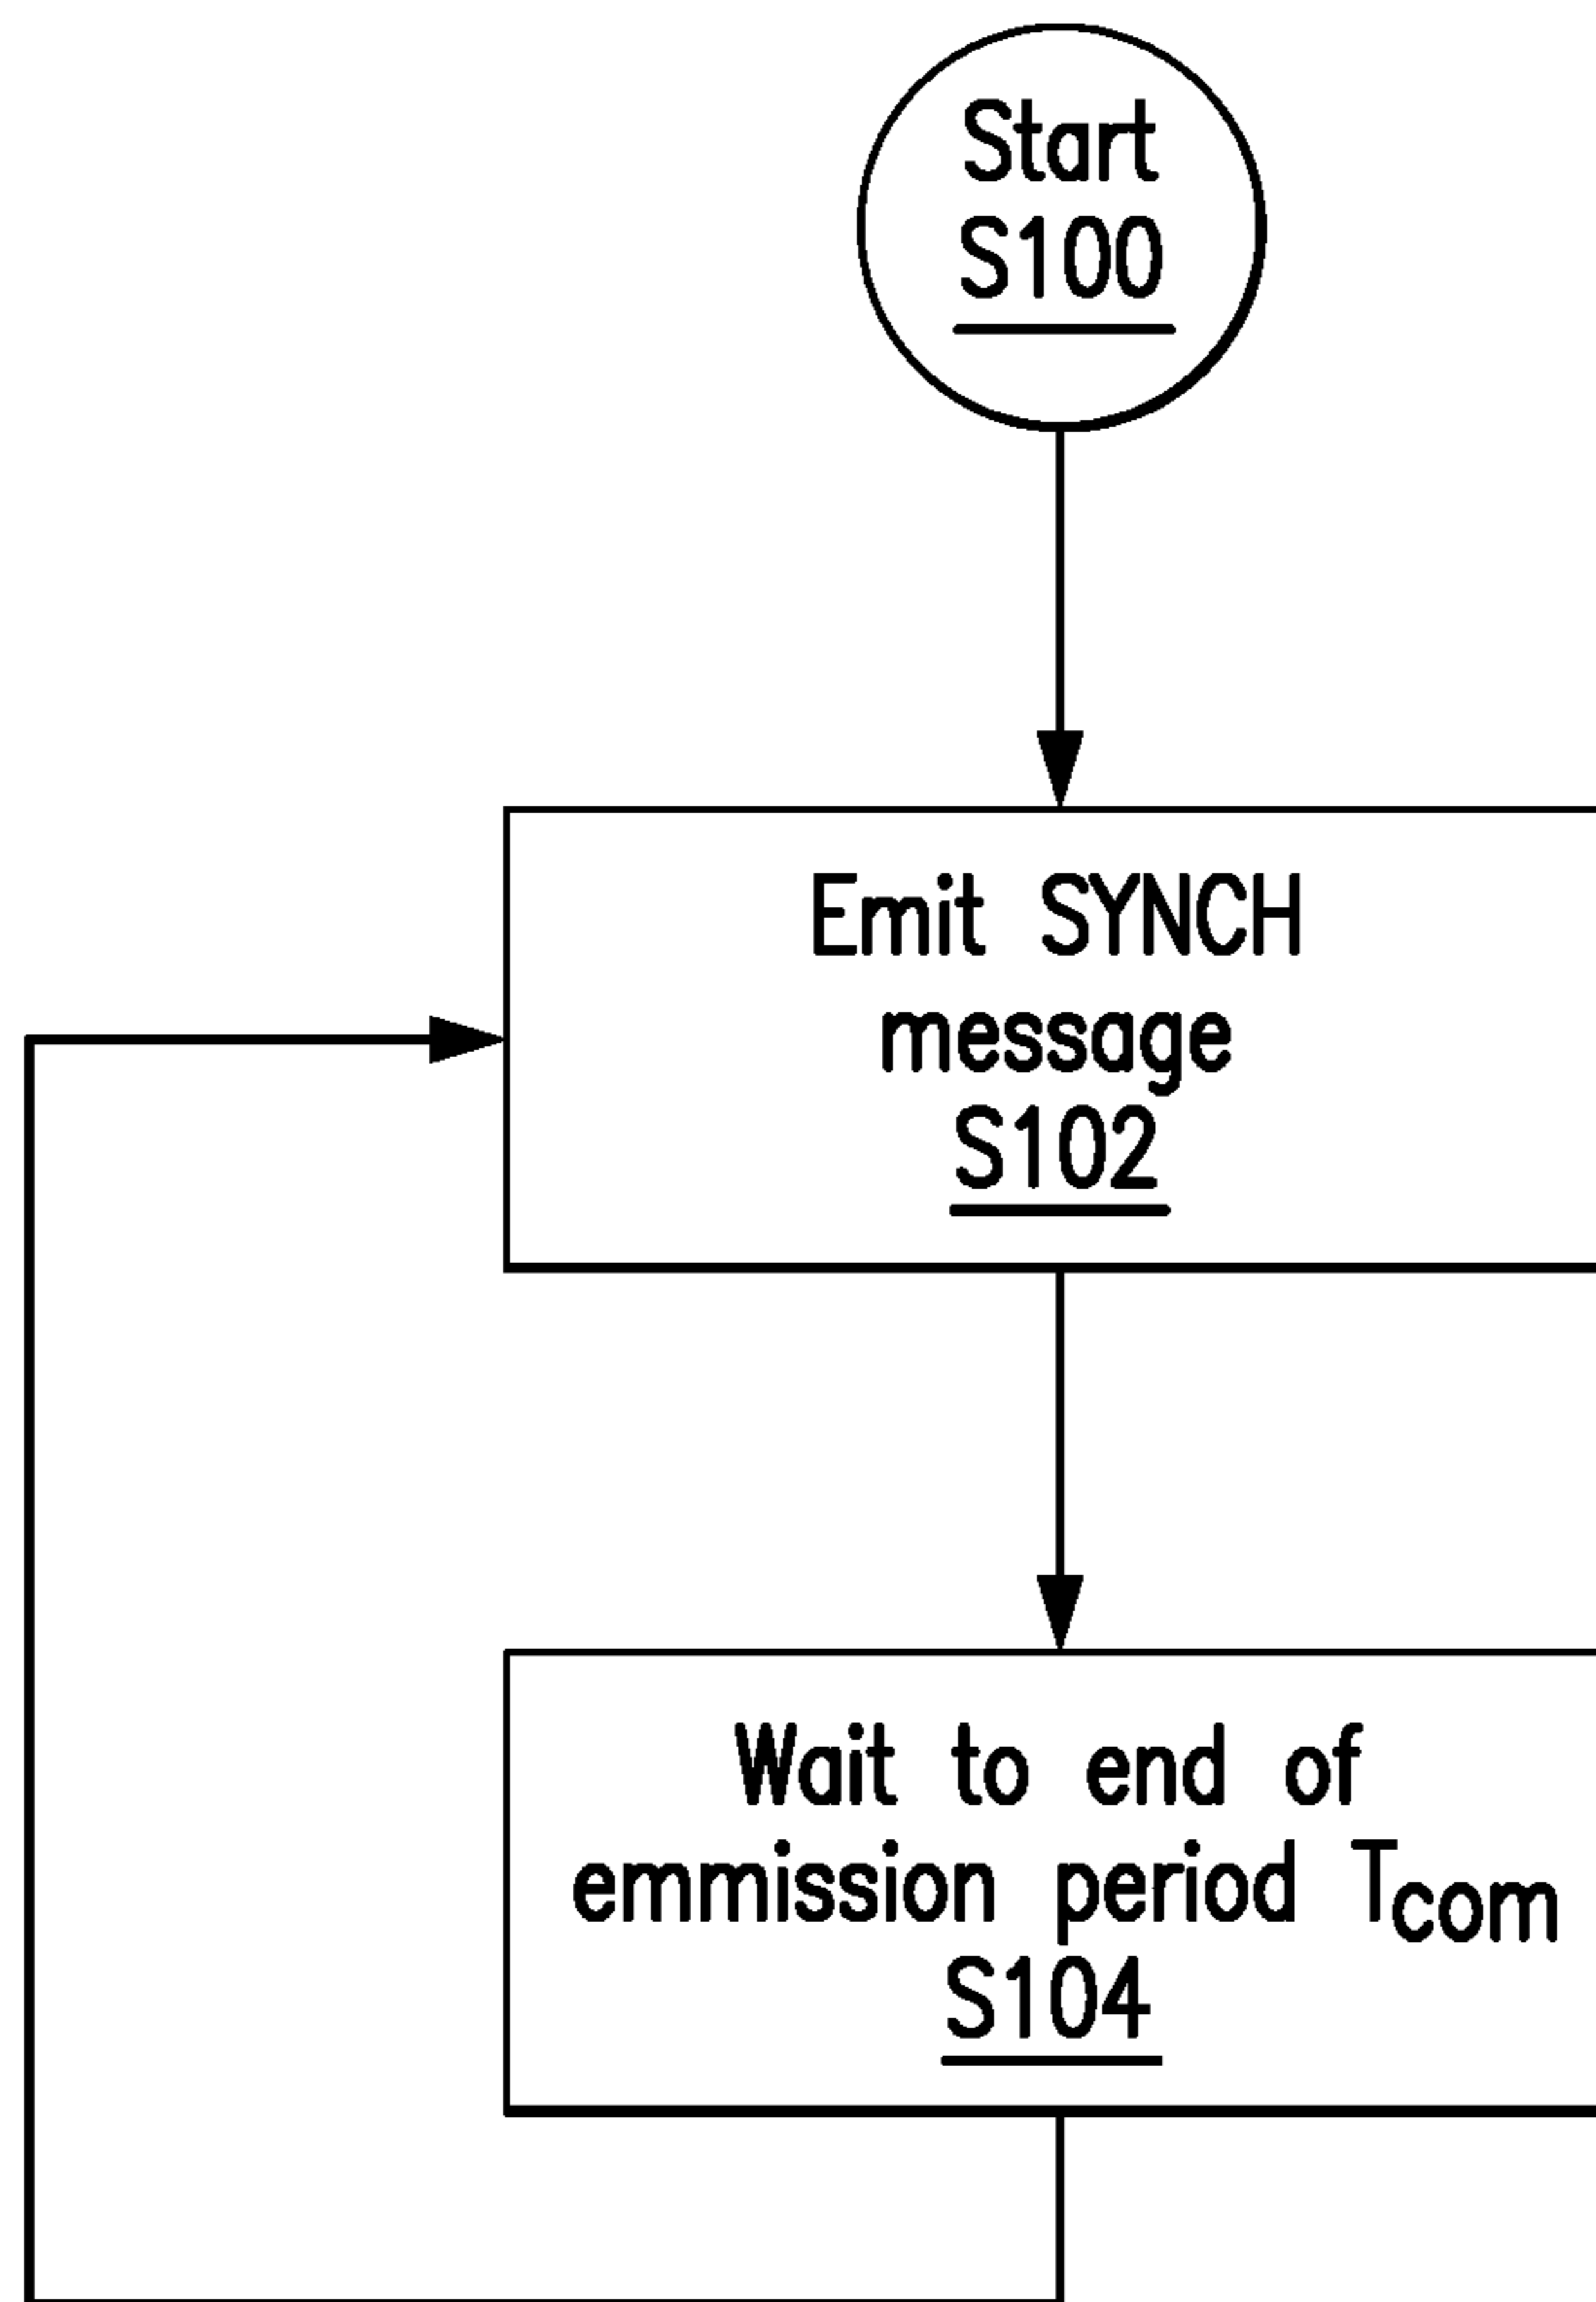 Start
S100
Emit SYNCH
message
S102
Wait to end of
emmission period Tcom
S104